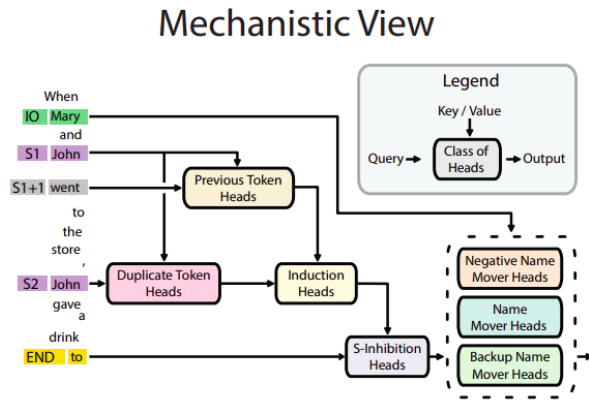 Mechanistic View
When
IO Mary
and
S1 John
S1+1 went
to
the
store
,
S2 John
gave
a
drink
END to
Previous Token
Heads
Duplicate Token
Heads
Induction
Heads
S-Inhibition
Heads
Legend
Key / Value
Query
Class of
Heads
Output
Negative Name
Mover Heads
Name
Mover Heads
Backup Name
Mover Heads